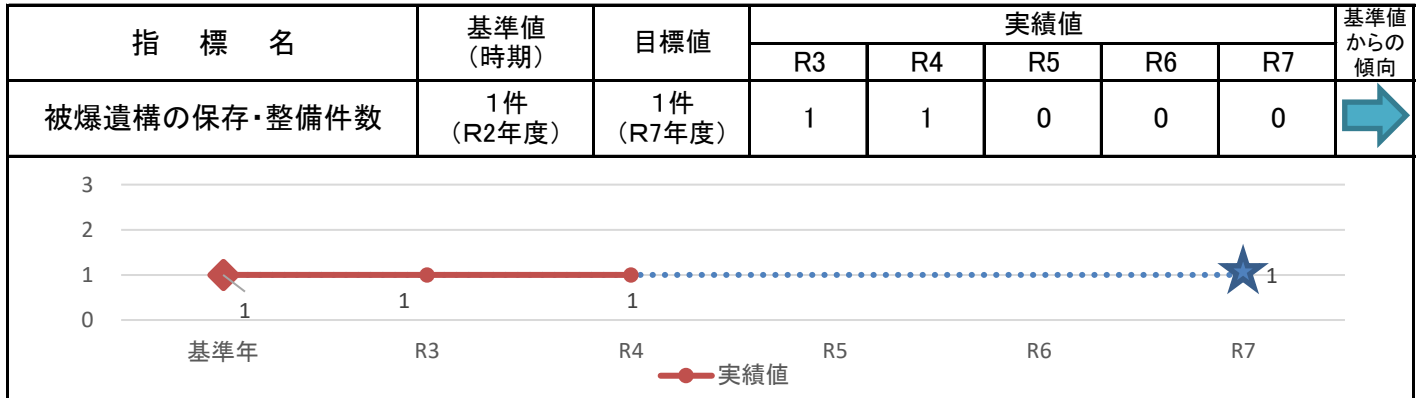 指 標 名
基準値
（時期）
目標値
実績値
基準値
からの
傾向
R3 R4 R5 R6 R7
被爆遺構の保存・整備件数
１件
（R2年度）
１件
（R7年度）
1 1 0 0 0
3
2
1
0
1 1 1 1
基準年 R3 R4 R5 R6 R7
実績値